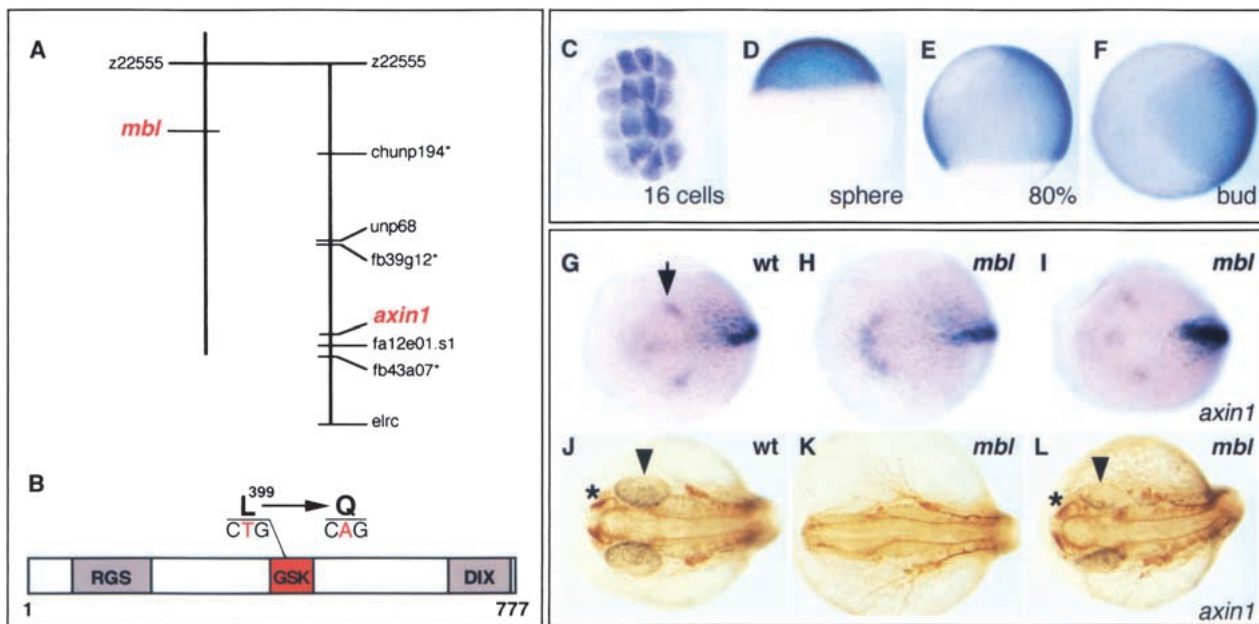 A
z22555
z22555
mbl
chunp194*
unp68
fb39g12*
axin1
fa12e01.s1
fb43a07*
elrc
B
L399
Q
CTG
CAG
RGS
GSK
DIX
1
777
C
D
E
F
16 cells
sphere
80%
bud
G
wt
H
mbl
I
mbl
axin1
J
wt
K
mbl
L
mbl
*
*
axin1